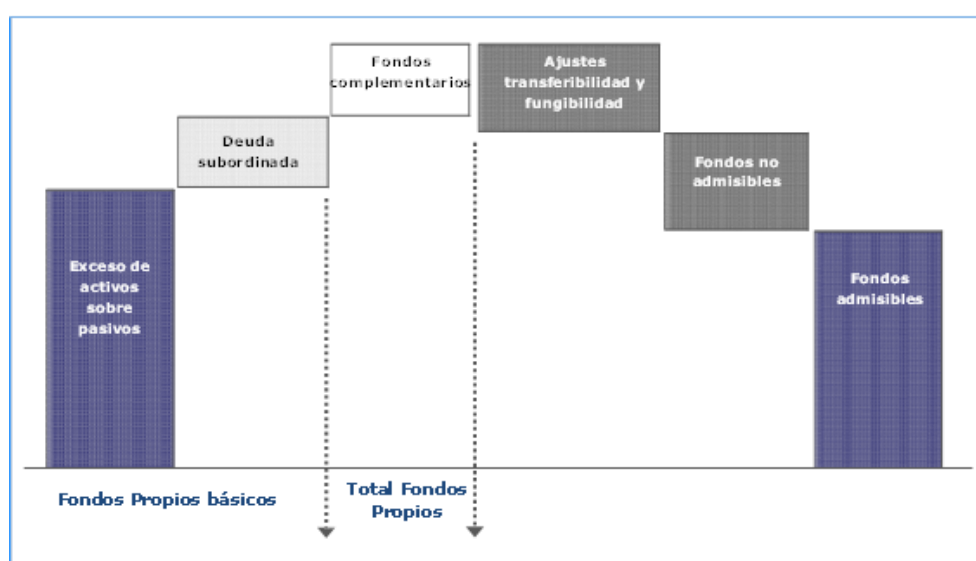 Exceso de
activos
sobre
pasivos
Deuda
subordinada
Fondos
complementarios
Ajustes
transferibilidad y
fungibilidad
Fondos no
admisibles
Fondos
admisibles
Fondos Propios básicos
Total Fondos
Propios